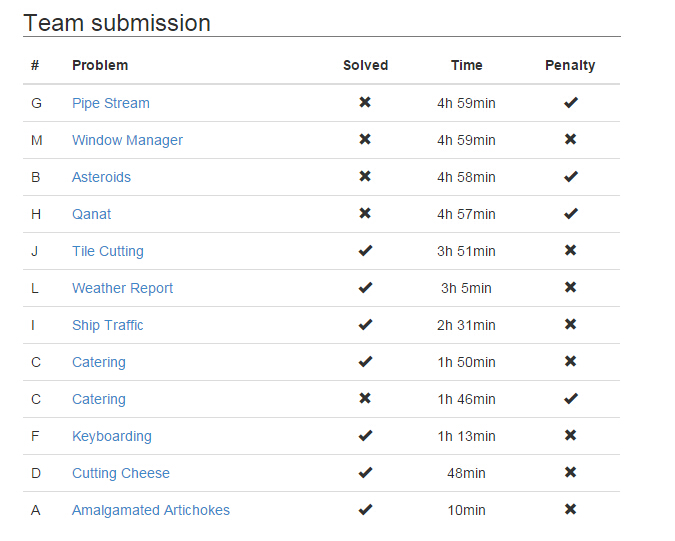 Team submission
# Problem Solved Time Penalty
G Pipe Stream ✖ 4h 59min ✔
M Window Manager ✖ 4h 59min ✖
B Asteroids ✖ 4h 58min ✔
H Qanat ✖ 4h 57min ✔
J Tile Cutting ✔ 3h 51min ✖
L Weather Report ✔ 3h 5min ✖
I Ship Traffic ✔ 2h 31min ✖
C Catering ✔ 1h 50min ✖
C Catering ✖ 1h 46min ✔
F Keyboarding ✔ 1h 13min ✖
D Cutting Cheese ✔ 48min ✖
A Amalgamated Artichokes ✔ 10min ✖